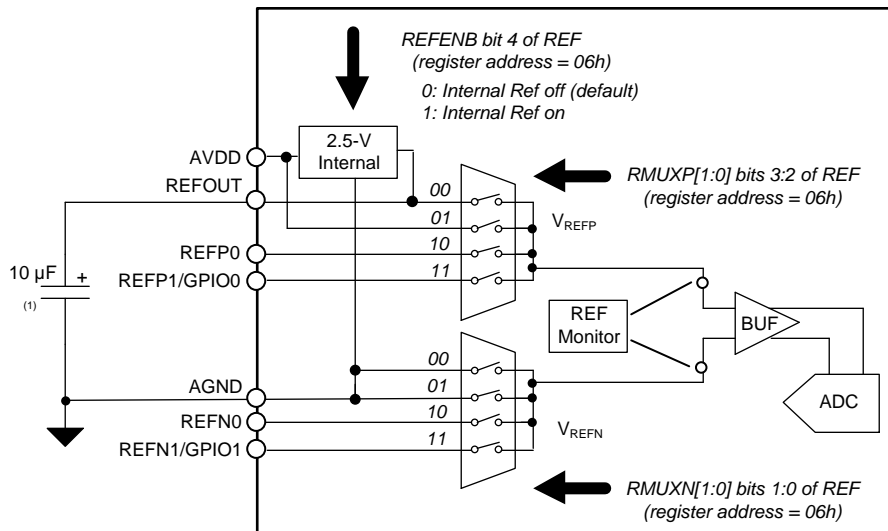 REFENB bit 4 of REF
(register address = 06h)
0: Internal Ref off (default)
1: Internal Ref on
2.5-V
Internal
AVDD
REFOUT
REFP0
REFP1/GPIO0
10 µF
+
(1)
00
01
10
11
RMUXP[1:0] bits 3:2 of REF
(register address = 06h)
VREFP
REF
Monitor
BUF
ADC
AGND
REFN0
REFN1/GPIO1
00
01
10
11
VREFN
RMUXN[1:0] bits 1:0 of REF
(register address = 06h)